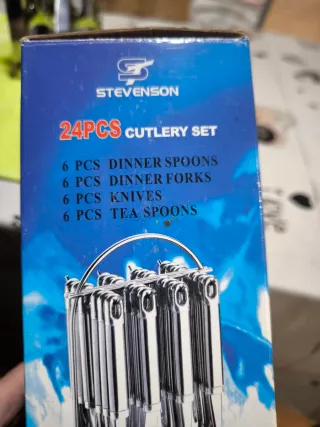 STEVENSON
24PCS CUTLERY SET
6 PCS DINNER SPOONS
6 PCS DINNER FORKS
6 PCS KNIVES
6 PCS TEA SPOONS